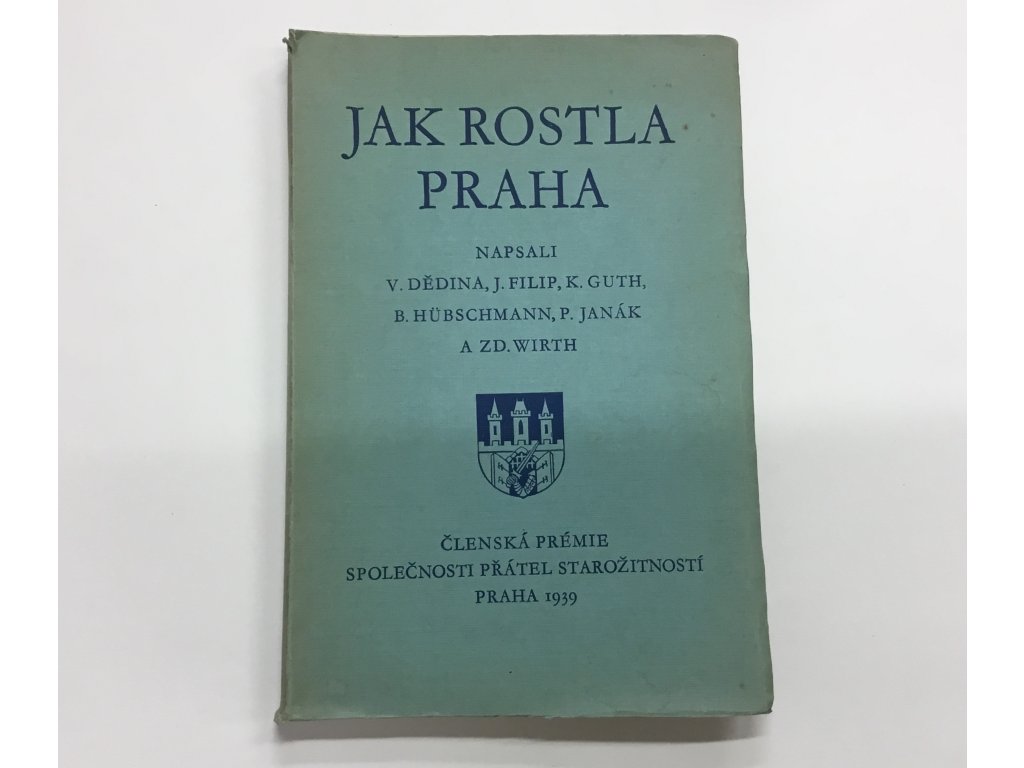 JAK ROSTLA
PRAHA
NAPSALI
V. DĚDINA, J. FILIP, K. GUTH,
B. HÜBSCHMANN, P. JANÁK
A ZD. WIRTH
ČLENSKÁ PRÉMIE
SPOLEČNOSTI PŘÁTEL STAROŽITNOSTÍ
PRAHA 1939